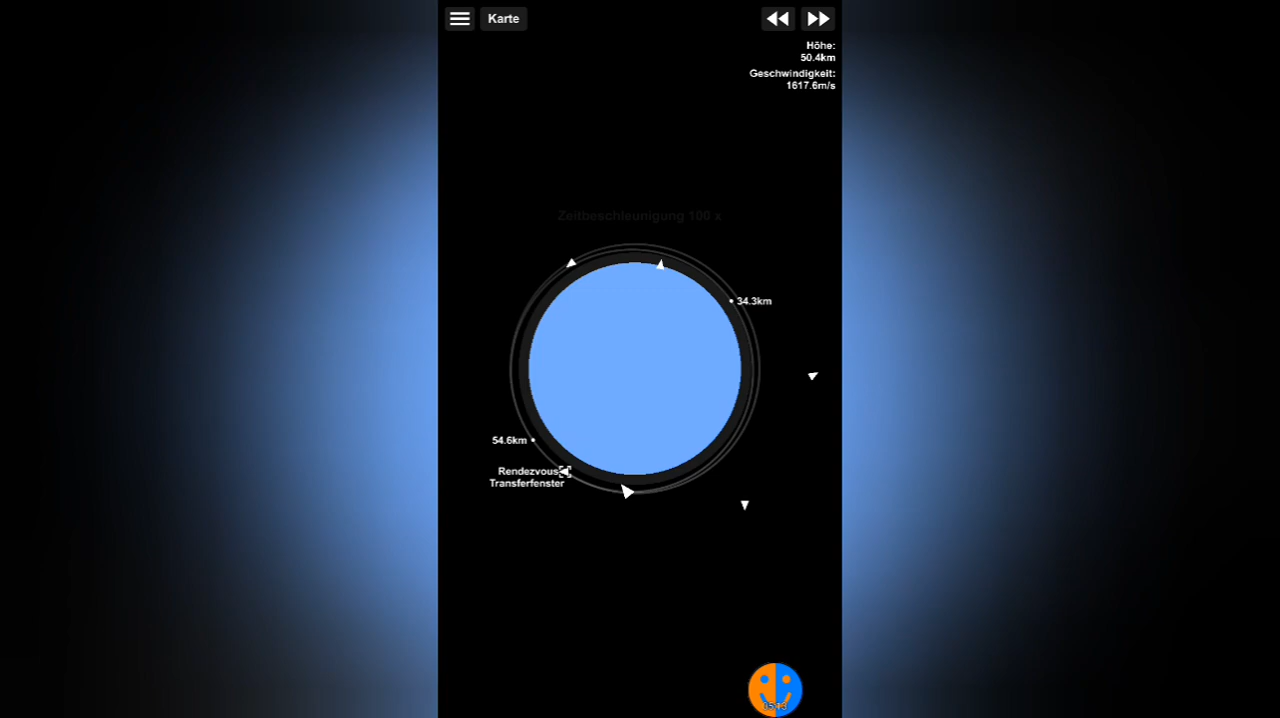 Karte
Höhe:
50.4km
Geschwindigkeit:
1617.6m/s
Zeitbeschleunigung 100 x
34.3km
54.6km
Rendezvous
Transferfenster